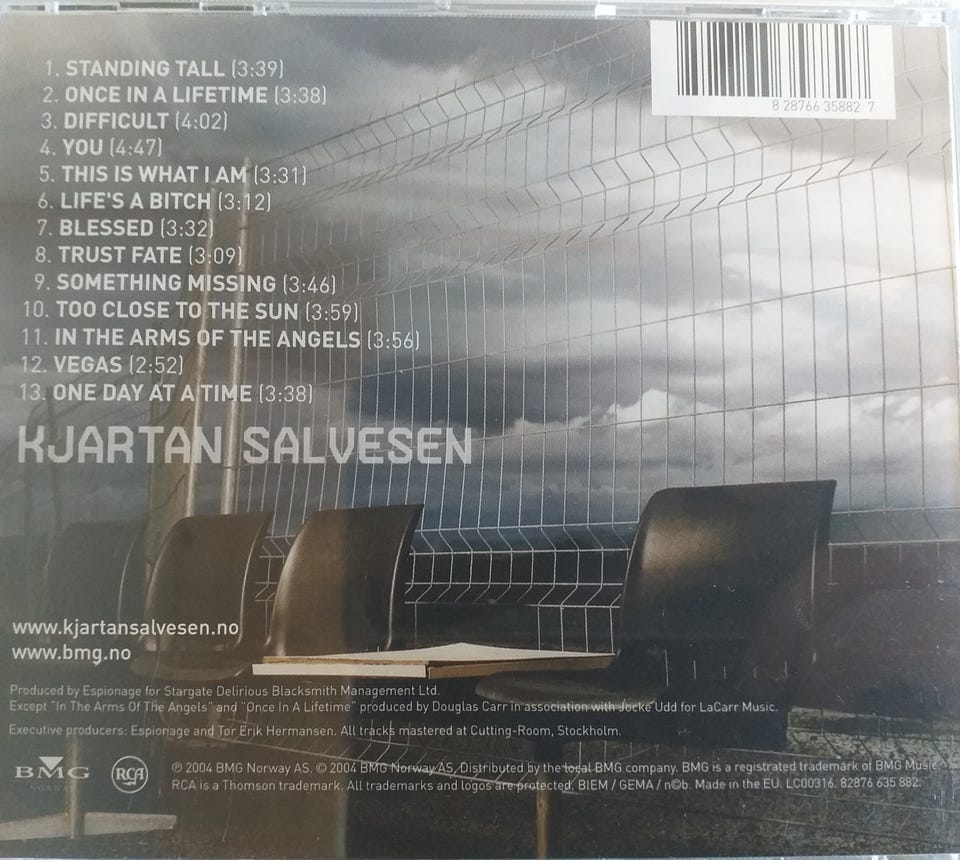 8 28766 35882 7
1. STANDING TALL (3:39)
2. ONCE IN A LIFETIME (3:38)
3. DIFFICULT (4:02)
4. YOU (4:47)
5. THIS IS WHAT I AM (3:31)
6. LIFE'S A BITCH (3:12)
7. BLESSED (3:32)
8. TRUST FATE (3:09)
9. SOMETHING MISSING (3:46)
10. TOO CLOSE TO THE SUN (3:59)
11. IN THE ARMS OF THE ANGELS (3:56)
12. VEGAS (2:52)
13. ONE DAY AT A TIME (3:38)
KJARTAN SALVESEN
www.kjartansalvesen.no
www.bmg.no
Produced by Espionage for Stargate Delirious Blacksmith Management Ltd.
Except "In The Arms Of The Angels" and "Once In A Lifetime" produced by Douglas Carr in association with Jocke Udd for LaCarr Music.
Executive producers: Espionage and Tor Erik Hermansen. All tracks mastered at Cutting-Room, Stockholm.
BMG
NORWAY
RCA
℗ 2004 BMG Norway AS. © 2004 BMG Norway AS. Distributed by the local BMG company. BMG is a registrated trademark of BMG Music.
RCA is a Thomson trademark. All trademarks and logos are protected. BIEM / GEMA / n©b. Made in the EU. LC00316. 82876 635 882.